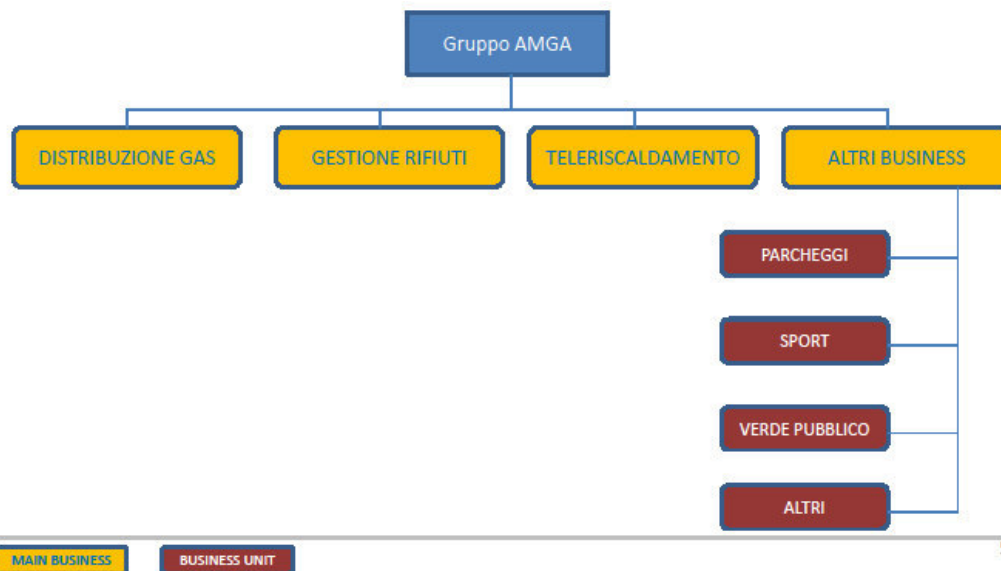 Gruppo AMGA
DISTRIBUZIONE GAS
GESTIONE RIFIUTI
TELERISCALDAMENTO
ALTRI BUSINESS
PARCHEGGI
SPORT
VERDE PUBBLICO
ALTRI
MAIN BUSINESS
BUSINESS UNIT